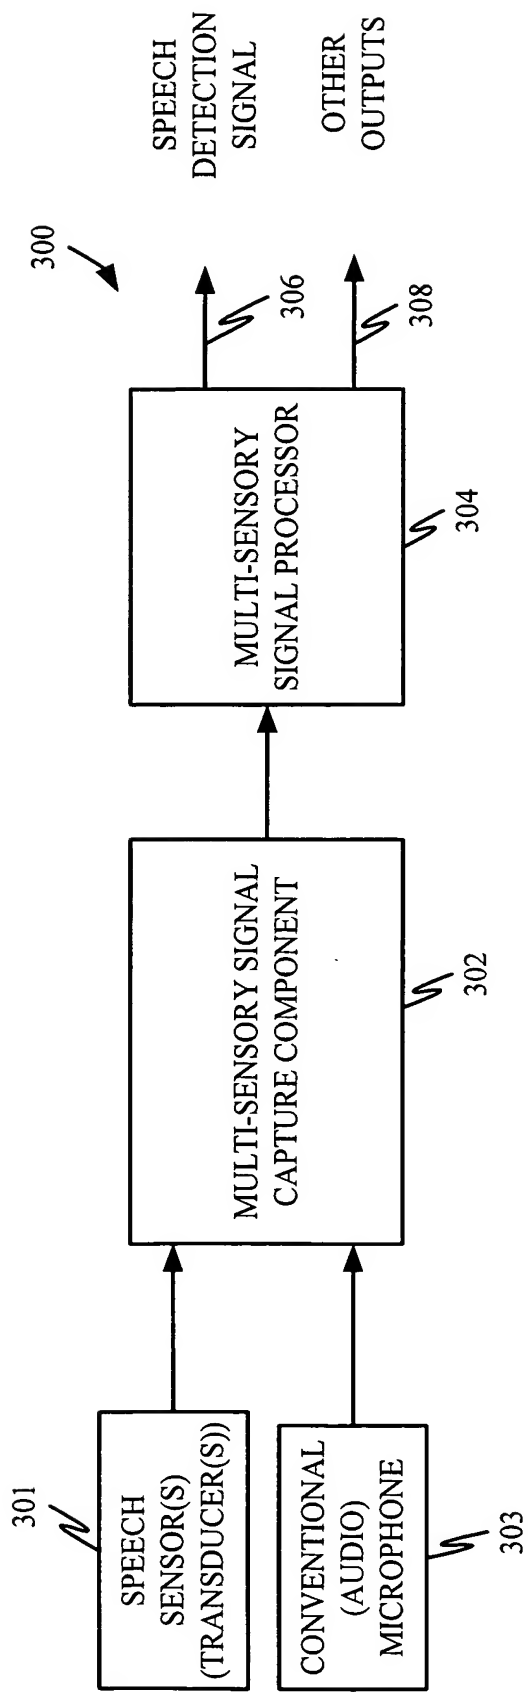 300
301
SPEECH
SENSOR(S)
(TRANSDUCER(S))
CONVENTIONAL
(AUDIO)
MICROPHONE
303
MULTI-SENSORY SIGNAL
CAPTURE COMPONENT
302
MULTI-SENSORY
SIGNAL PROCESSOR
304
306
308
SPEECH
DETECTION
SIGNAL
OTHER
OUTPUTS